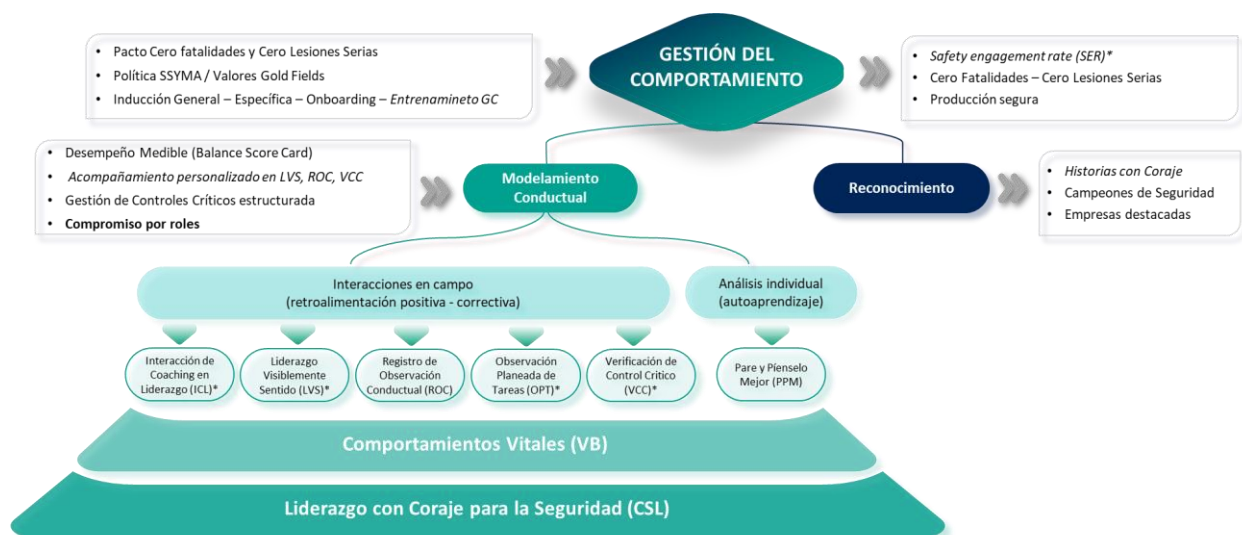 • Pacto Cero fatalidades y Cero Lesiones Serias
• Política SSYMA / Valores Gold Fields
• Inducción General – Específica – Onboarding – Entrenamineto GC
GESTIÓN DEL
COMPORTAMIENTO
• Safety engagement rate (SER)*
• Cero Fatalidades – Cero Lesiones Serias
• Producción segura
• Desempeño Medible (Balance Score Card)
• Acompañamiento personalizado en LVS, ROC, VCC
• Gestión de Controles Críticos estructurada
• Compromiso por roles
Modelamiento
Conductual
Reconocimiento
• Historias con Coraje
• Campeones de Seguridad
• Empresas destacadas
Interacciones en campo
(retroalimentación positiva - correctiva)
Análisis individual
(autoaprendizaje)
Interacción de
Coaching en
Liderazgo (ICL)*
Liderazgo
Visiblemente
Sentido (LVS)*
Registro de
Observación
Conductual (ROC)
Observación
Planeada de
Tareas (OPT)*
Verificación de
Control Critico
(VCC)*
Pare y Píenselo
Mejor (PPM)
Comportamientos Vitales (VB)
Liderazgo con Coraje para la Seguridad (CSL)